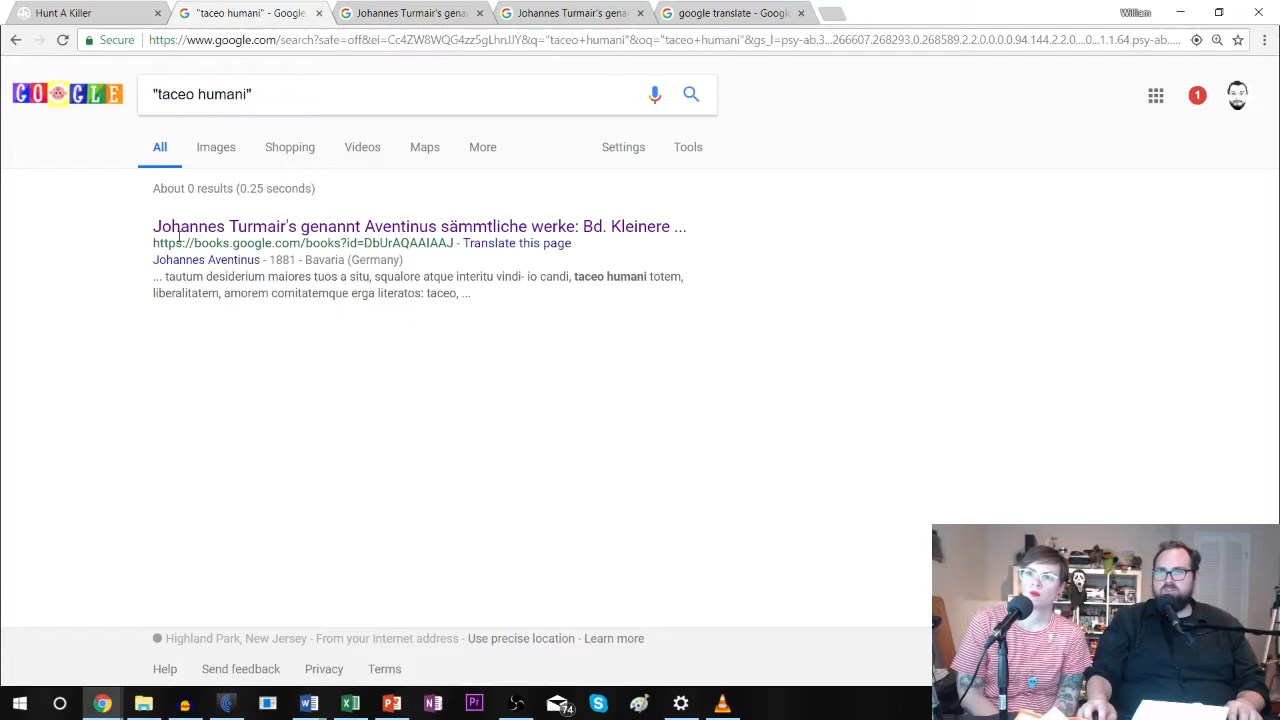 Hunt A Killer
"taceo humani" - Google
Johannes Turmair's gena
Johannes Turmair's gena
google translate - Googl
William
Secure
https://www.google.com/search?safe=off&ei=Cc4ZW8WQG4zz5gLhnJJY&q="taceo+humani"&oq="taceo+humani"&gs_l=psy-ab.3...266607.268293.0.268589.2.2.0.0.0.0.94.144.2.2.0....0...1.1.64.psy-ab.....
GOOGLE
"taceo humani"
1
All Images Shopping Videos Maps More Settings Tools
About 0 results (0.25 seconds)
Johannes Turmair's genannt Aventinus sämmtliche werke: Bd. Kleinere ...
https://books.google.com/books?id=DbUrAQAAIAAJ - Translate this page
Johannes Aventinus - 1881 - Bavaria (Germany)
... tautum desiderium maiores tuos a situ, squalore atque interitu vindi- io candi, taceo humani totem,
liberalitatem, amorem comitatemque erga literatos: taceo, ...
Highland Park, New Jersey - From your Internet address - Use precise location - Learn more
Help Send feedback Privacy Terms
74